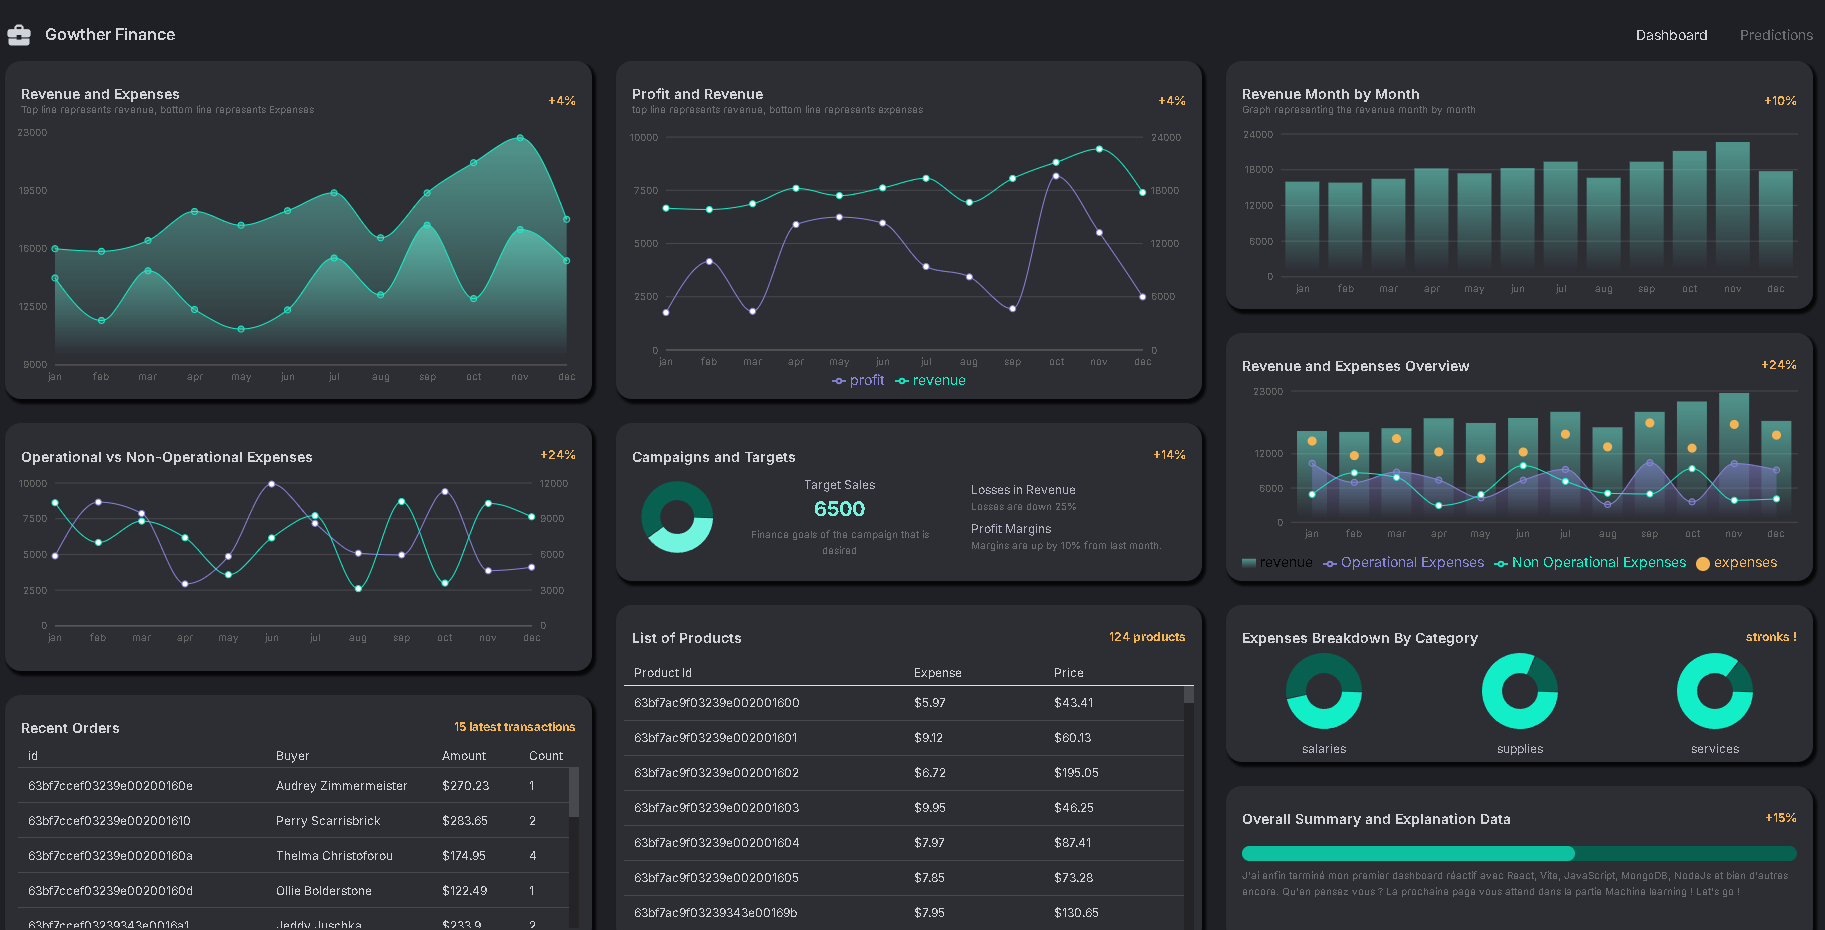 Gowther Finance
Dashboard Predictions
Revenue and Expenses
+4%
Top line represents revenue, bottom line represents Expenses
23000
19500
16000
12500
9000
jan feb mar apr may jun jul aug sep oct nov dec
Operational vs Non-Operational Expenses
+24%
10000 12000
7500 9000
5000 6000
2500 3000
0 0
jan feb mar apr may jun jul aug sep oct nov dec
Recent Orders
15 latest transactions
id Buyer Amount Count
63bf7ccef03239e00200160e Audrey Zimmermeister $270.23 1
63bf7ccef03239e002001610 Perry Scarrisbrick $283.65 2
63bf7ccef03239e00200160a Thelma Christoforou $174.95 4
63bf7ccef03239e00200160d Ollie Bolderstone $122.49 1
63bf7ccef03239343e0016a1 Jeddy Juschka $233.9 2
Profit and Revenue
+4%
top line represents revenue, bottom line represents expenses
10000 24000
7500 18000
5000 12000
2500 6000
0 0
jan feb mar apr may jun jul aug sep oct nov dec
profit revenue
Campaigns and Targets
+14%
Target Sales
6500
Finance goals of the campaign that is
desired
Losses in Revenue
Losses are down 25%
Profit Margins
Margins are up by 10% from last month.
List of Products
124 products
Product Id Expense Price
63bf7ac9f03239e002001600 $5.97 $43.41
63bf7ac9f03239e002001601 $9.12 $60.13
63bf7ac9f03239e002001602 $6.72 $195.05
63bf7ac9f03239e002001603 $9.95 $46.25
63bf7ac9f03239e002001604 $7.97 $87.41
63bf7ac9f03239e002001605 $7.85 $73.28
63bf7ac9f03239343e00169b $7.95 $130.65
Revenue Month by Month
+10%
Graph representing the revenue month by month
24000
18000
12000
6000
0
jan feb mar apr may jun jul aug sep oct nov dec
Revenue and Expenses Overview
+24%
23000
12000
6000
0
jan feb mar apr may jun jul aug sep oct nov dec
revenue Operational Expenses Non Operational Expenses expenses
Expenses Breakdown By Category
stronks !
salaries supplies services
Overall Summary and Explanation Data
+15%
J'ai enfin terminé mon premier dashboard réactif avec React, Vite, JavaScript, MongoDB, NodeJs et bien d'autres
encore. Qu'en pensez vous ? La prochaine page vous attend dans la partie Machine learning ! Let's go !